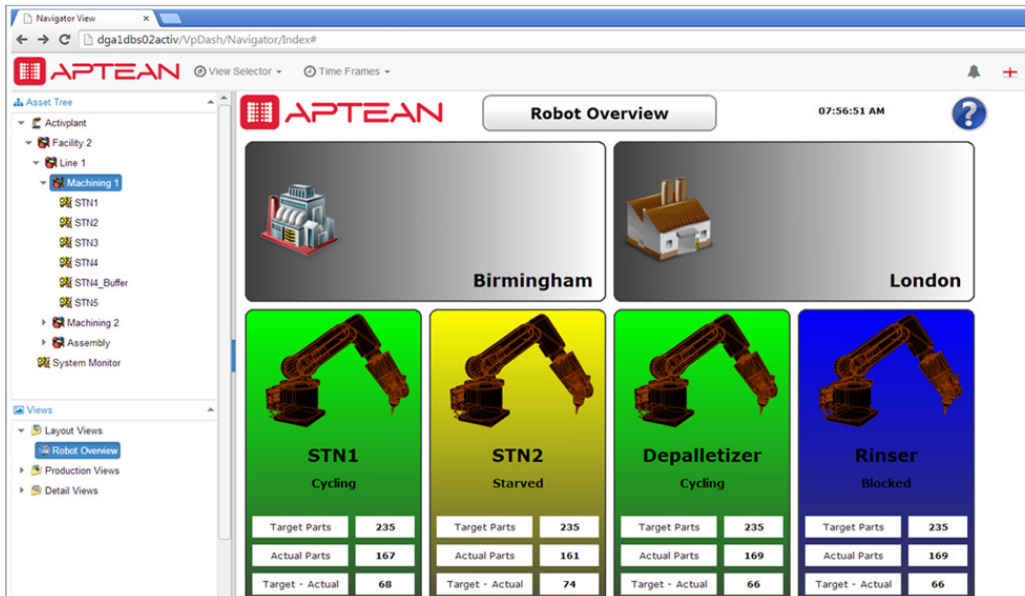 Navigator View
dga1dbs02activ/VpDash/Navigator/Index#
APTEAN View Selector Time Frames
Asset Tree
Activplant
Facility 2
Line 1
Machining 1
STN1
STN2
STN3
STN4
STN4_Buffer
STN5
Machining 2
Assembly
System Monitor
Views
Layout Views
Robot Overview
Production Views
Detail Views
APTEAN Robot Overview 07:56:51 AM ?
Birmingham London
STN1 STN2 Depalletizer Rinser
Cycling Starved Cycling Blocked
Target Parts 235 Target Parts 235 Target Parts 235 Target Parts 235
Actual Parts 167 Actual Parts 161 Actual Parts 169 Actual Parts 169
Target - Actual 68 Target - Actual 74 Target - Actual 66 Target - Actual 66